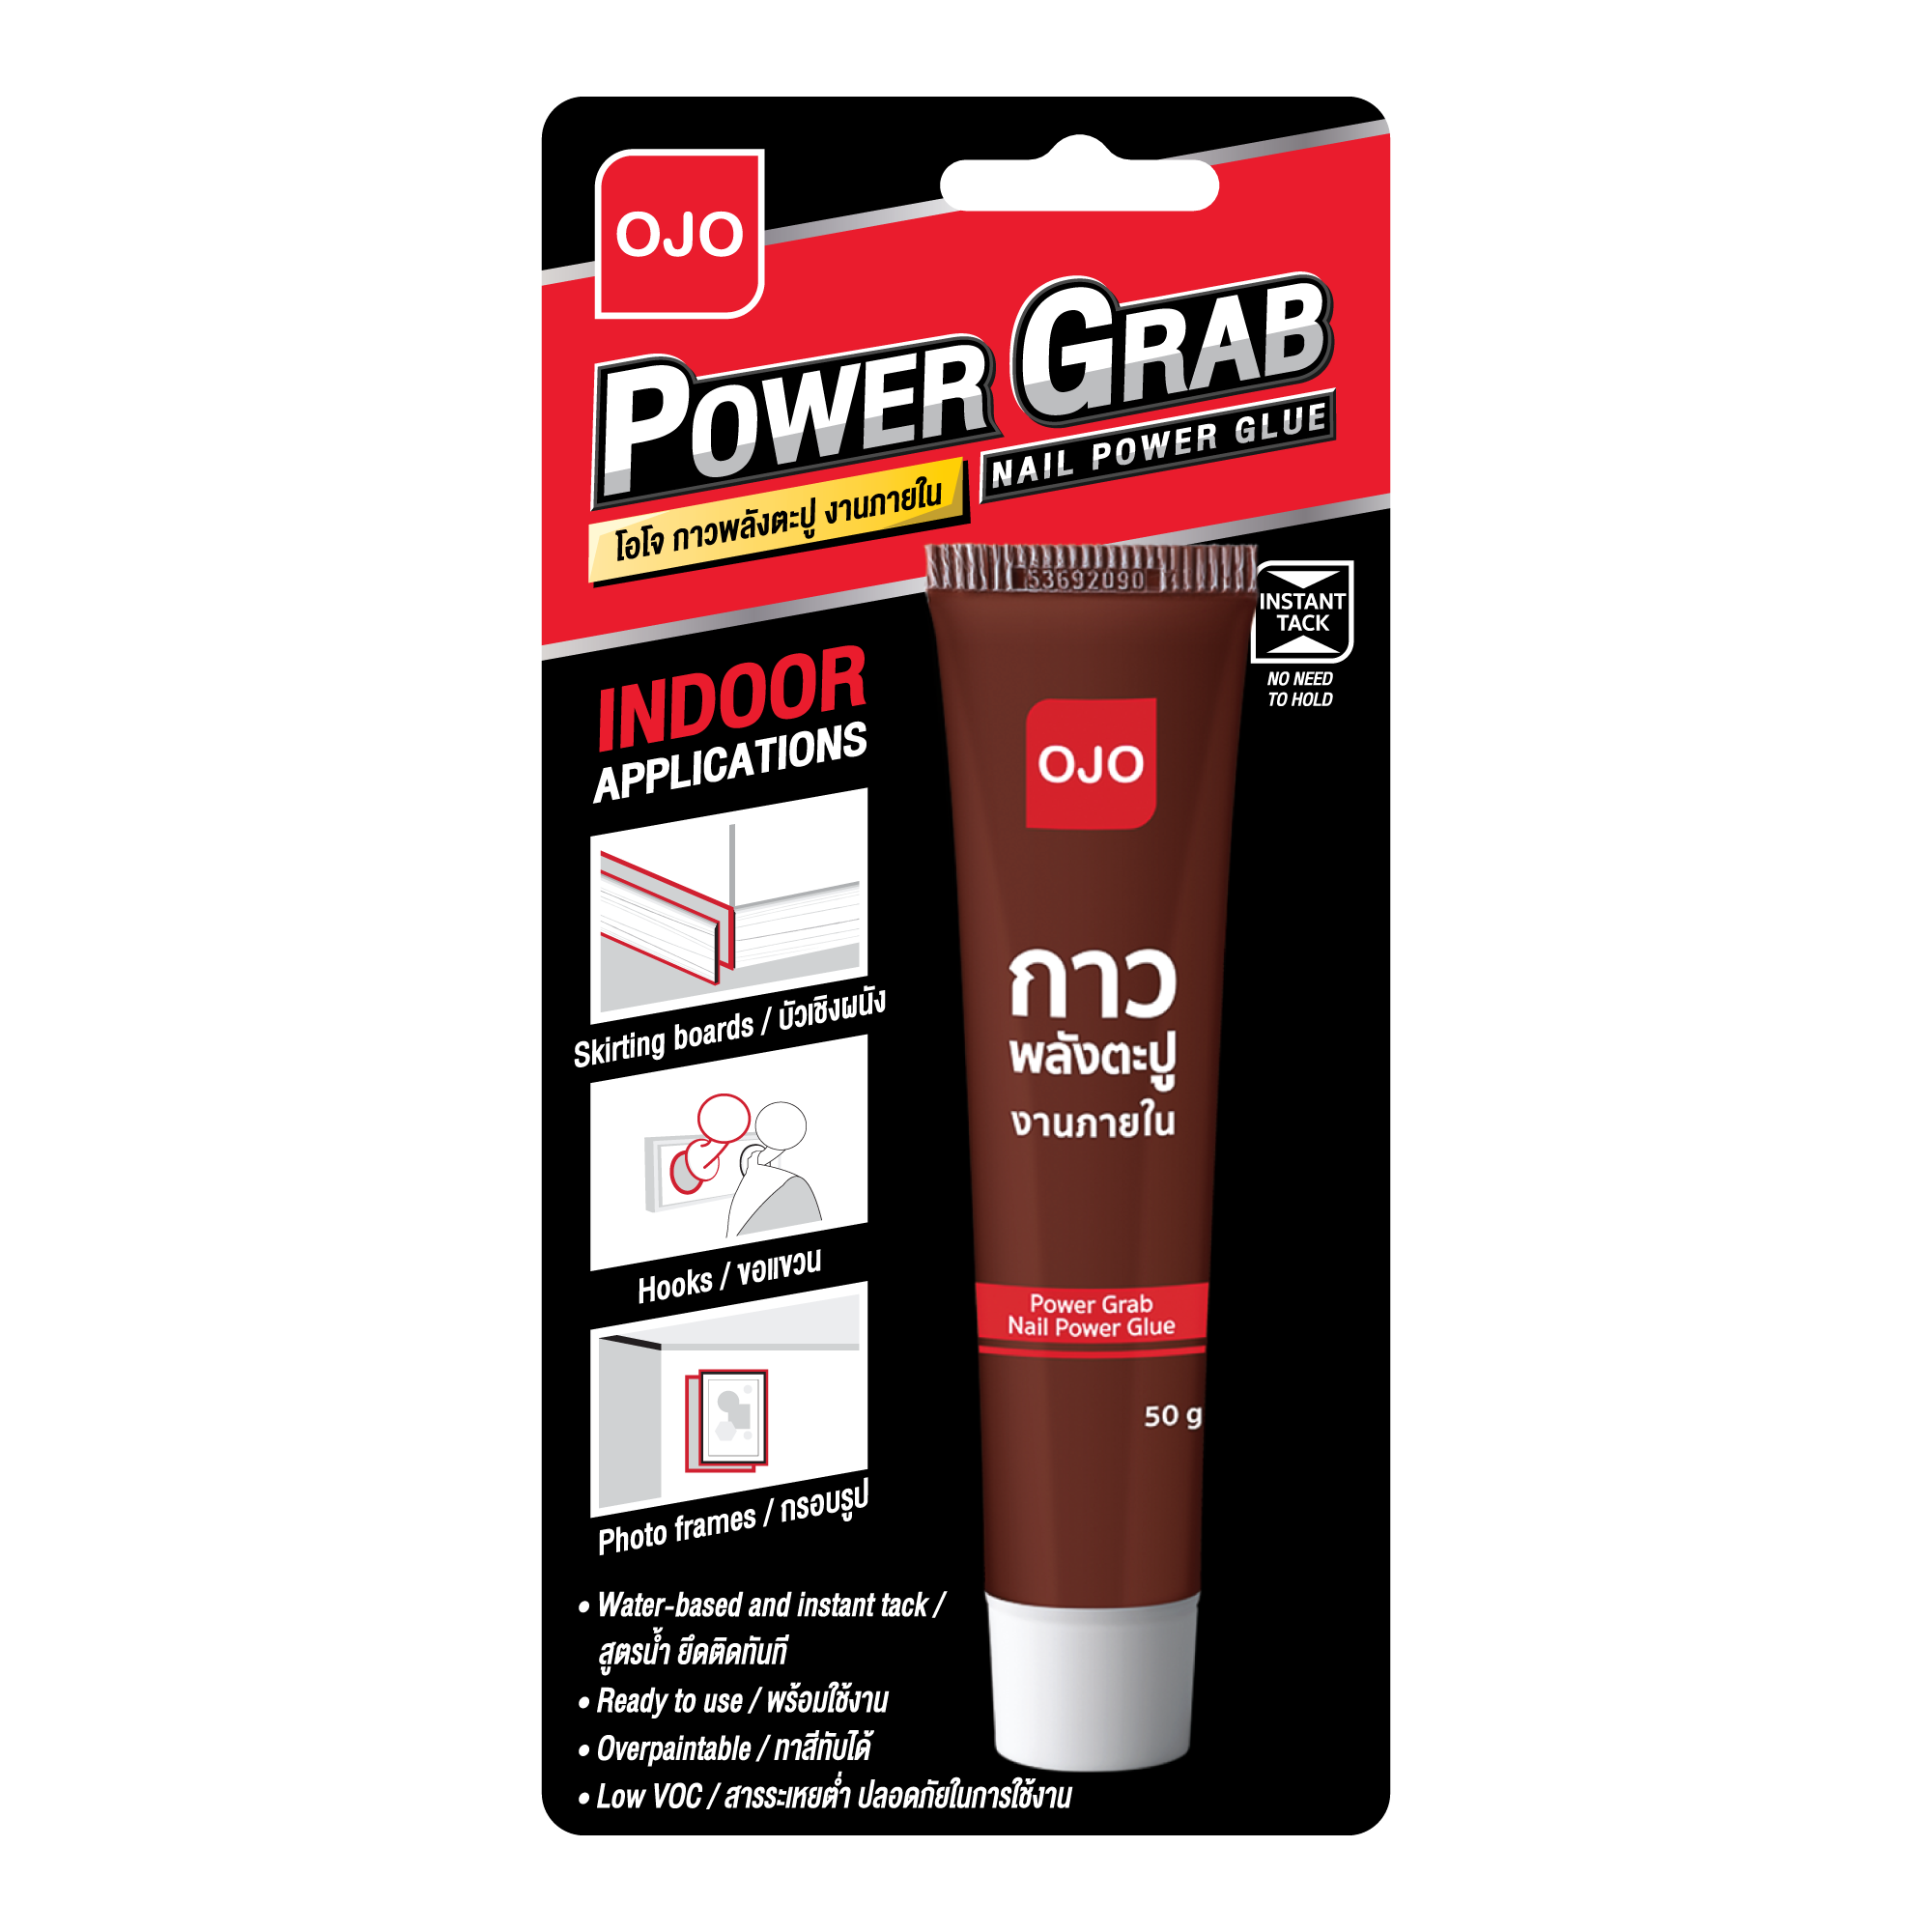 OJO
POWER GRAB
NAIL POWER GLUE
โอโจ กาวพลังตะปู งานภายใน
53692090
INSTANT
TACK
NO NEED
TO HOLD
INDOOR
APPLICATIONS
Skirting boards / บัวเชิงผนัง
Hooks / ขอแขวน
Photo frames / กรอบรูป
OJO
กาว
พลังตะปู
งานภายใน
Power Grab
Nail Power Glue
50 g
• Water-based and instant tack /
สูตรน้ำ ยึดติดทันที
• Ready to use / พร้อมใช้งาน
• Overpaintable / ทาสีทับได้
• Low VOC / สารระเหยต่ำ ปลอดภัยในการใช้งาน